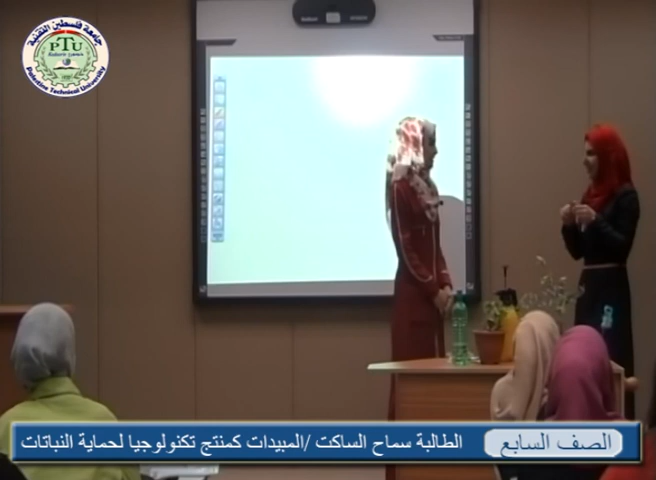 جامعة فلسطين التقنية
PTU
Palestine Technical University
الصف السابع
الطالبة سماح الساكت /المبيدات كمنتج تكنولوجيا لحماية النباتات